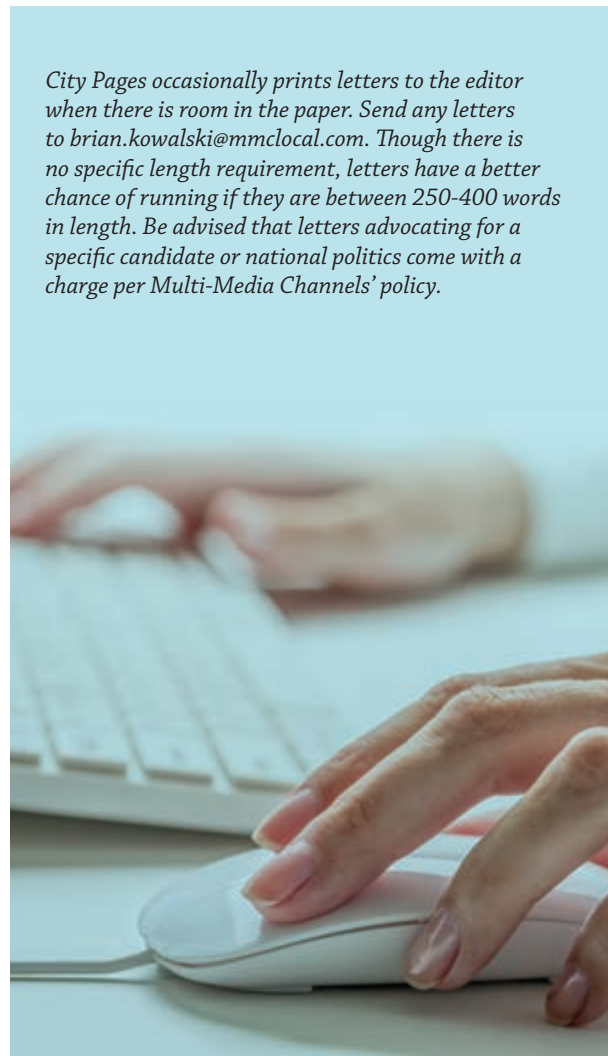 City Pages occasionally prints letters to the editor
when there is room in the paper. Send any letters
to brian.kowalski@mmclocal.com. Though there is
no specific length requirement, letters have a better
chance of running if they are between 250-400 words
in length. Be advised that letters advocating for a
specific candidate or national politics come with a
charge per Multi-Media Channels’ policy.